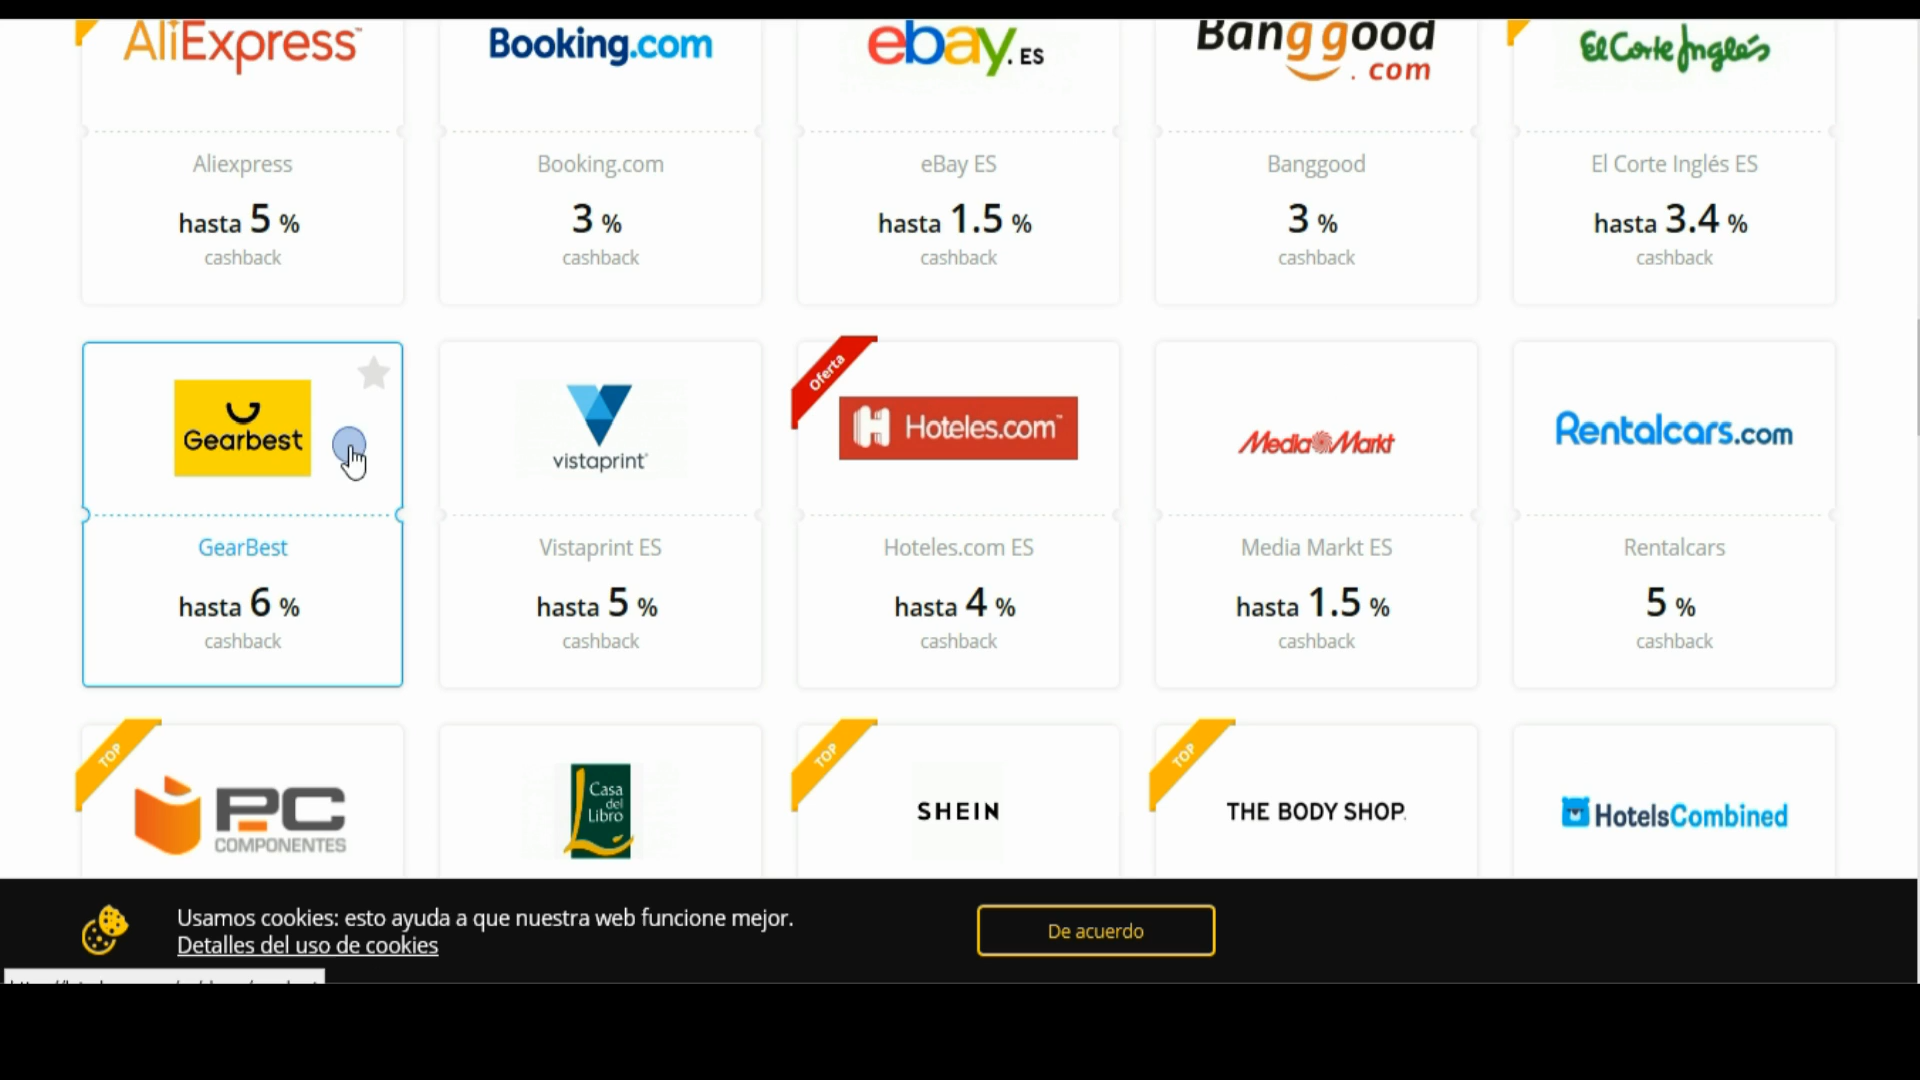 AliExpress™
Booking.com
ebay.ES
Banggood
.com
El Corte Inglés
Aliexpress
Booking.com
eBay ES
Banggood
El Corte Inglés ES
hasta 5 %
3 %
hasta 1.5 %
3 %
hasta 3.4 %
cashback
cashback
cashback
cashback
cashback
Gearbest
vistaprint
Oferta
Hoteles.com™
MediaMarkt
Rentalcars.com
GearBest
Vistaprint ES
Hoteles.com ES
Media Markt ES
Rentalcars
hasta 6 %
hasta 5 %
hasta 4 %
hasta 1.5 %
5 %
cashback
cashback
cashback
cashback
cashback
TOP
PC
COMPONENTES
Casa
del
Libro
TOP
SHEIN
TOP
THE BODY SHOP.
HotelsCombined
Usamos cookies: esto ayuda a que nuestra web funcione mejor.
Detalles del uso de cookies
De acuerdo